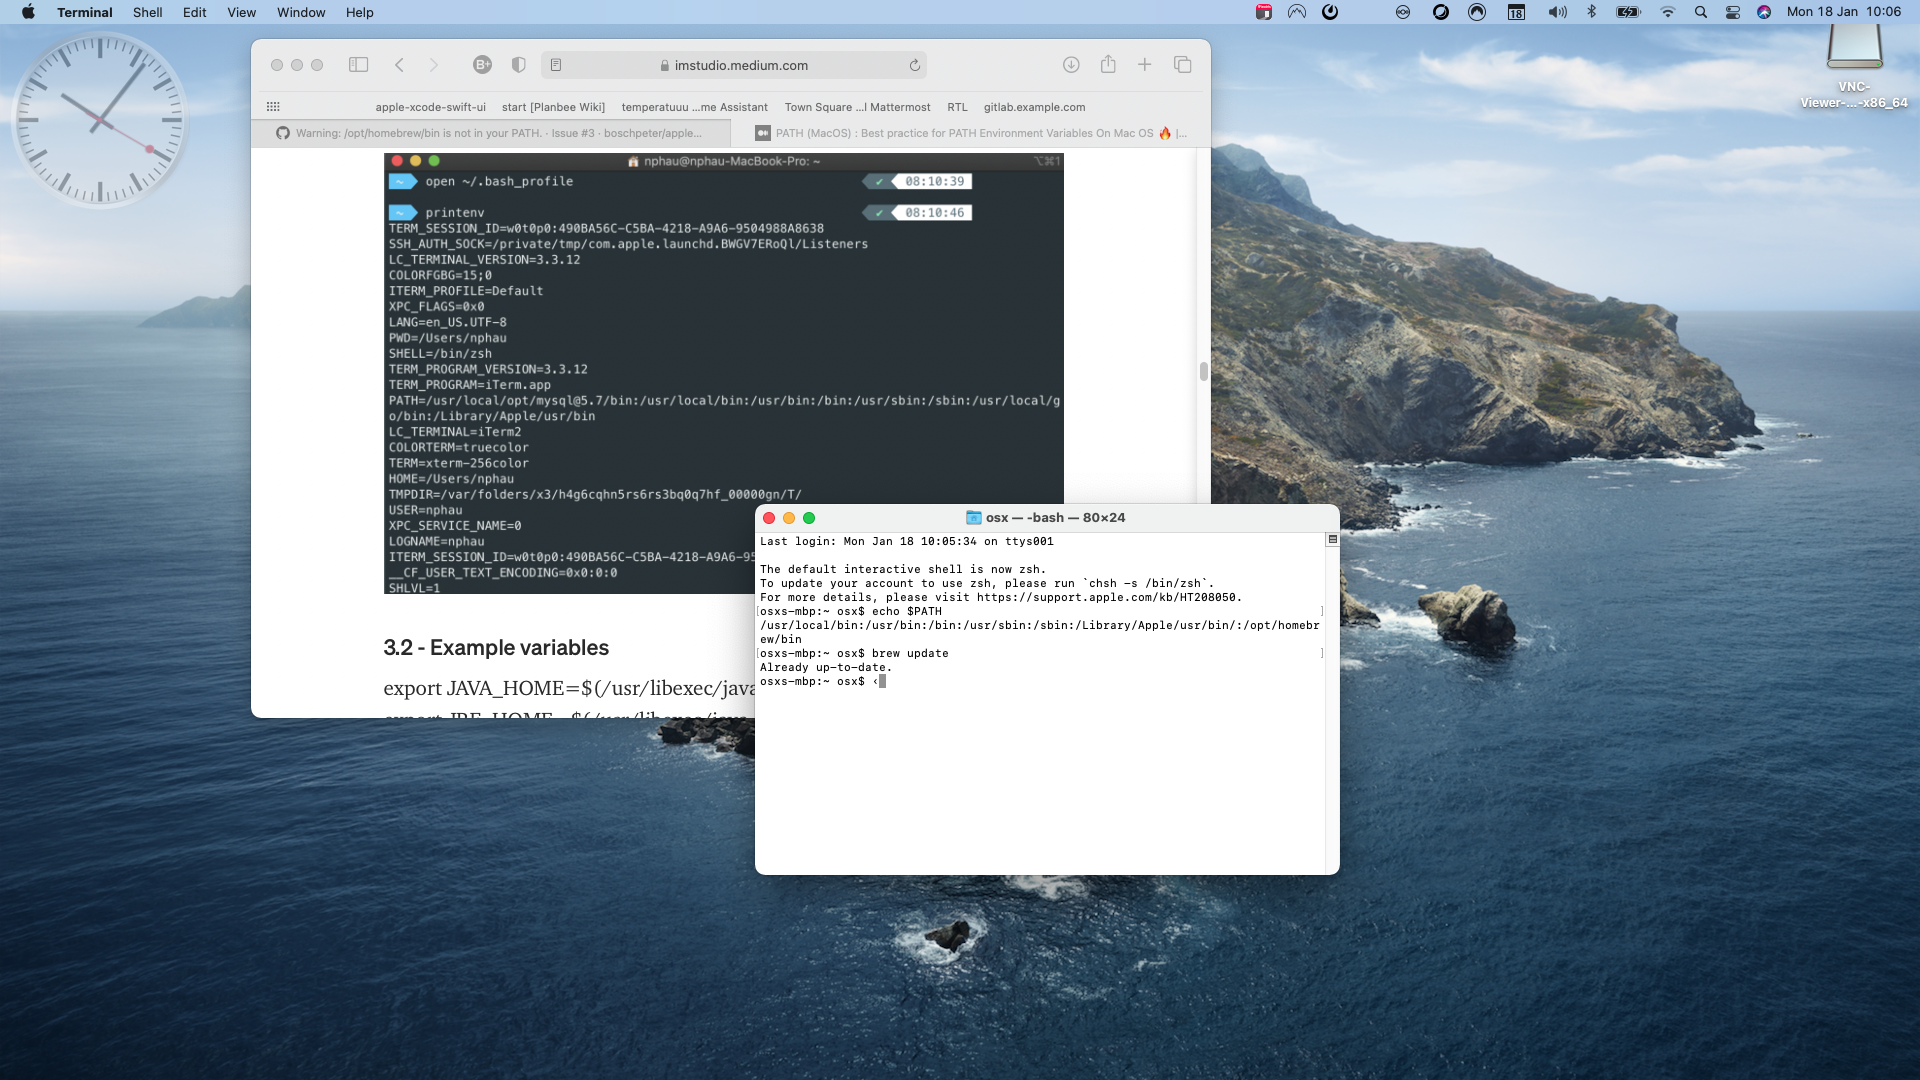 Terminal Shell Edit View Window Help
18
Mon 18 Jan 10:06
VNC-
Viewer-...-x86_64
B+
imstudio.medium.com
apple-xcode-swift-ui start [Planbee Wiki] temperatuuu ...me Assistant Town Square ...l Mattermost RTL gitlab.example.com
Warning: /opt/homebrew/bin is not in your PATH. · Issue #3 · boschpeter/apple...
PATH (MacOS) : Best practice for PATH Environment Variables On Mac OS 🔥 |...
nphau@nphau-MacBook-Pro: ~ ⌥⌘1
~ open ~/.bash_profile ✔ 08:10:39
~ printenv ✔ 08:10:46
TERM_SESSION_ID=w0t0p0:490BA56C-C5BA-4218-A9A6-9504988A8638
SSH_AUTH_SOCK=/private/tmp/com.apple.launchd.BWGV7ERoQl/Listeners
LC_TERMINAL_VERSION=3.3.12
COLORFGBG=15;0
ITERM_PROFILE=Default
XPC_FLAGS=0x0
LANG=en_US.UTF-8
PWD=/Users/nphau
SHELL=/bin/zsh
TERM_PROGRAM_VERSION=3.3.12
TERM_PROGRAM=iTerm.app
PATH=/usr/local/opt/mysql@5.7/bin:/usr/local/bin:/usr/bin:/bin:/usr/sbin:/sbin:/usr/local/g
o/bin:/Library/Apple/usr/bin
LC_TERMINAL=iTerm2
COLORTERM=truecolor
TERM=xterm-256color
HOME=/Users/nphau
TMPDIR=/var/folders/x3/h4g6cqhn5rs6rs3bq0q7hf_00000gn/T/
USER=nphau
XPC_SERVICE_NAME=0
LOGNAME=nphau
ITERM_SESSION_ID=w0t0p0:490BA56C-C5BA-4218-A9A6-95
__CF_USER_TEXT_ENCODING=0x0:0:0
SHLVL=1
3.2 - Example variables
export JAVA_HOME=$(/usr/libexec/java
export JRE_HOME=$(/usr/libexec/java
osx — -bash — 80×24
Last login: Mon Jan 18 10:05:34 on ttys001
The default interactive shell is now zsh.
To update your account to use zsh, please run `chsh -s /bin/zsh`.
For more details, please visit https://support.apple.com/kb/HT208050.
[osxs-mbp:~ osx$ echo $PATH ]
/usr/local/bin:/usr/bin:/bin:/usr/sbin:/sbin:/Library/Apple/usr/bin/:/opt/homebr
ew/bin
[osxs-mbp:~ osx$ brew update ]
Already up-to-date.
osxs-mbp:~ osx$ ‹